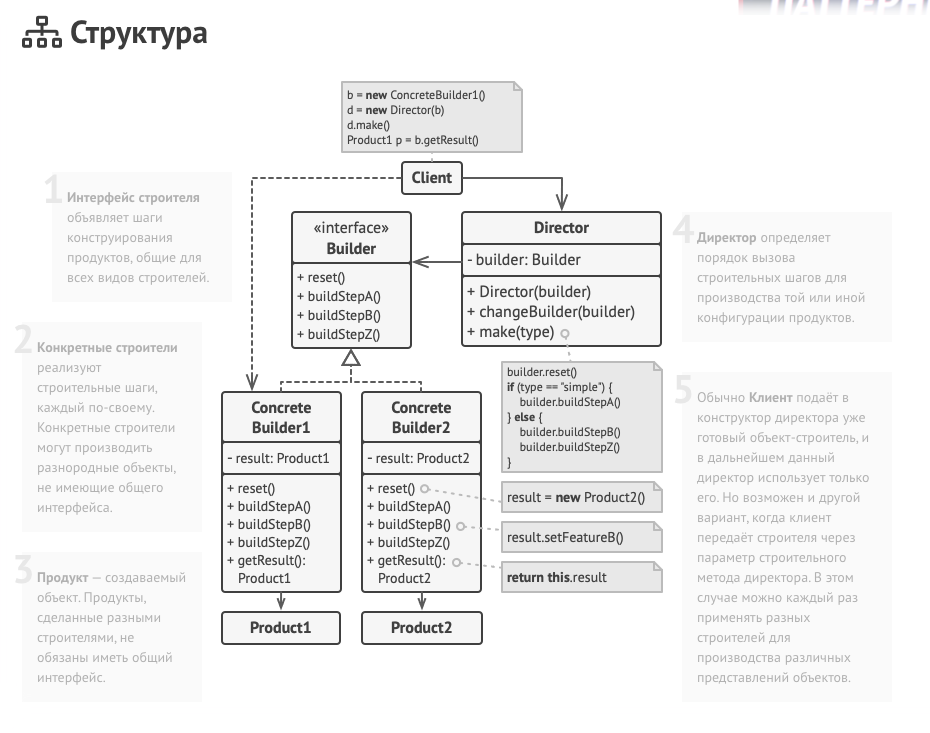 ПАТТЕРН
Структура
b = new ConcreteBuilder1()
d = new Director(b)
d.make()
Product1 p = b.getResult()
Client
1
Интерфейс строителя
объявляет шаги
конструирования
продуктов, общие для
всех видов строителей.
«interface»
Builder
+ reset()
+ buildStepA()
+ buildStepB()
+ buildStepZ()
Director
- builder: Builder
+ Director(builder)
+ changeBuilder(builder)
+ make(type)
4
Директор определяет
порядок вызова
строительных шагов для
производства той или иной
конфигурации продуктов.
2
Конкретные строители
реализуют
строительные шаги,
каждый по-своему.
Конкретные строители
могут производить
разнородные объекты,
не имеющие общего
интерфейса.
builder.reset()
if (type == "simple") {
builder.buildStepA()
} else {
builder.buildStepB()
builder.buildStepZ()
}
Concrete
Builder1
- result: Product1
+ reset()
+ buildStepA()
+ buildStepB()
+ buildStepZ()
+ getResult():
Product1
Concrete
Builder2
- result: Product2
+ reset()
+ buildStepA()
+ buildStepB()
+ buildStepZ()
+ getResult():
Product2
result = new Product2()
result.setFeatureB()
return this.result
5
Обычно Клиент подаёт в
конструктор директора уже
готовый объект-строитель, и
в дальнейшем данный
директор использует только
его. Но возможен и другой
вариант, когда клиент
передаёт строителя через
параметр строительного
метода директора. В этом
случае можно каждый раз
применять разных
строителей для
производства различных
представлений объектов.
3
Продукт — создаваемый
объект. Продукты,
сделанные разными
строителями, не
обязаны иметь общий
интерфейс.
Product1
Product2